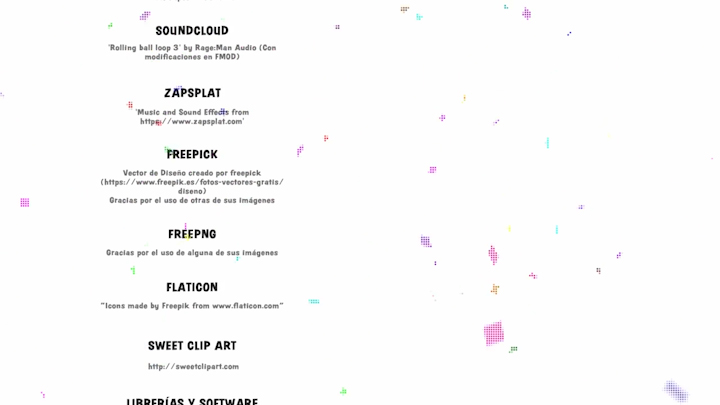 SOUNDCLOUD
'Rolling ball loop 3' by Rage:Man Audio (Con
modificaciones en FMOD)
ZAPSPLAT
'Music and Sound Effects from
https://www.zapsplat.com'
FREEPICK
Vector de Diseño creado por freepick
(https://www.freepik.es/fotos-vectores-gratis/
diseno)
Gracias por el uso de otras de sus imágenes
FREEPNG
Gracias por el uso de alguna de sus imágenes
FLATICON
"Icons made by Freepik from www.flaticon.com"
SWEET CLIP ART
http://sweetclipart.com
LIBRERÍAS Y SOFTWARE